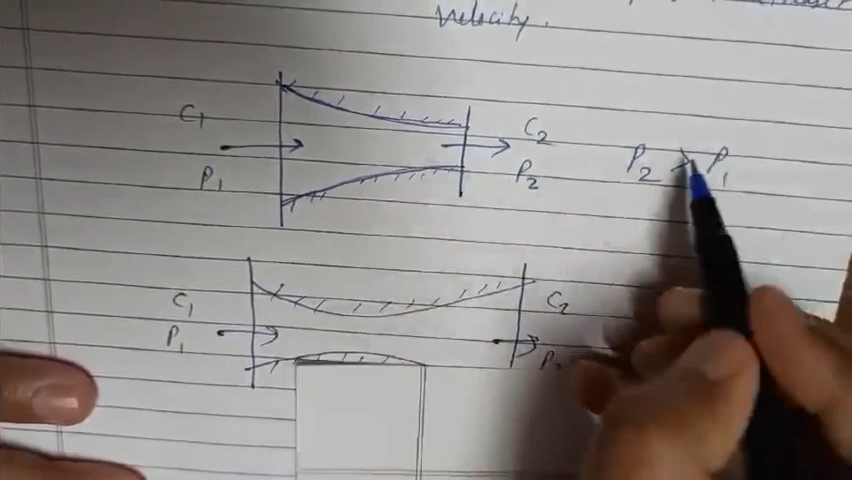 Velocity.
C1 C2
P1 P2 P2 > P1
C1 C2
P1